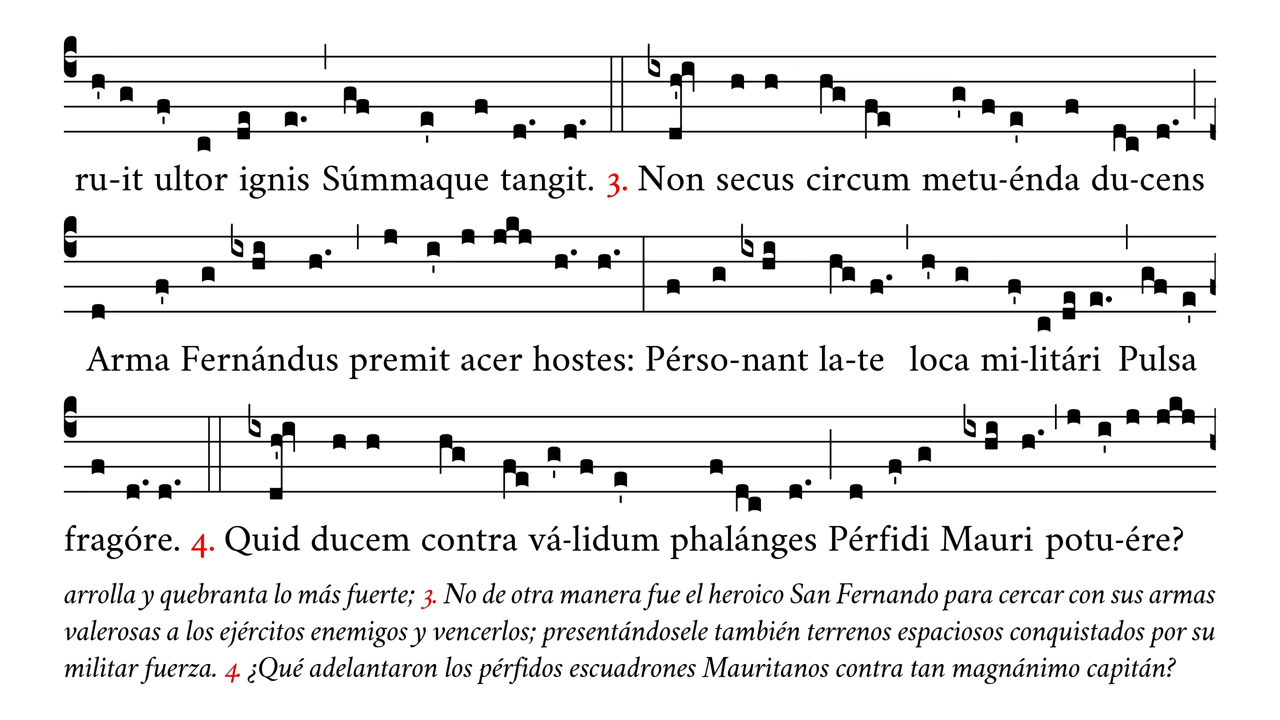 ru-it ultor ignis Súmmaque tangit. 3. Non secus circum metu-énda du-cens
Arma Fernándus premit acer hostes: Pérso-nant la-te loca mi-litári Pulsa
fragóre. 4. Quid ducem contra vá-lidum phalánges Pérfidi Mauri potu-ére?
arrolla y quebranta lo más fuerte; 3. No de otra manera fue el heroico San Fernando para cercar con sus armas
valerosas a los ejércitos enemigos y vencerlos; presentándosele también terrenos espaciosos conquistados por su
militar fuerza. 4. ¿Qué adelantaron los pérfidos escuadrones Mauritanos contra tan magnánimo capitán?